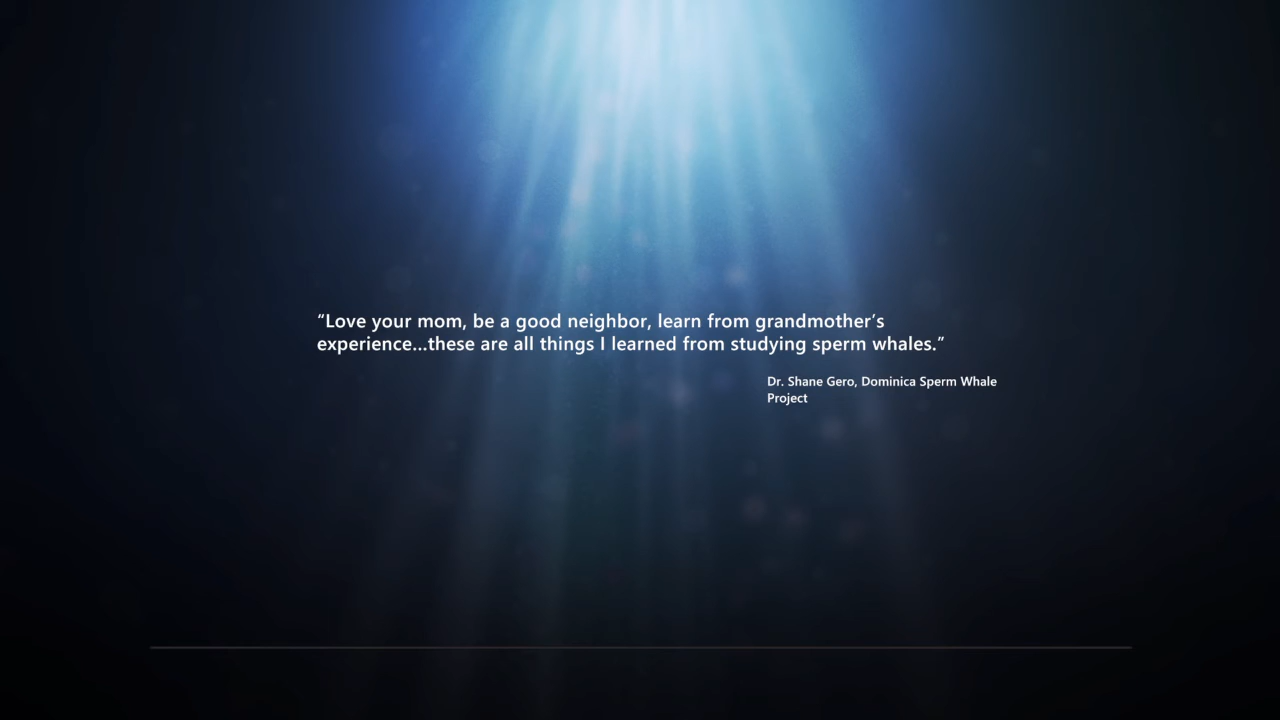 “Love your mom, be a good neighbor, learn from grandmother’s
experience...these are all things I learned from studying sperm whales.”
Dr. Shane Gero, Dominica Sperm Whale
Project